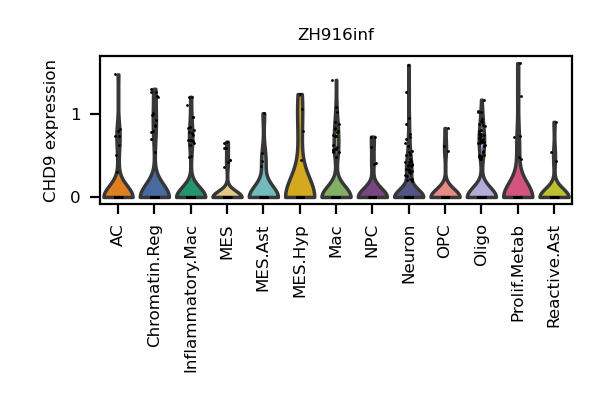 ZH916inf
CHD9 expression
1
0
AC
Chromatin.Reg
Inflammatory.Mac
MES
MES.Ast
MES.Hyp
Mac
NPC
Neuron
OPC
Oligo
Prolif.Metab
Reactive.Ast